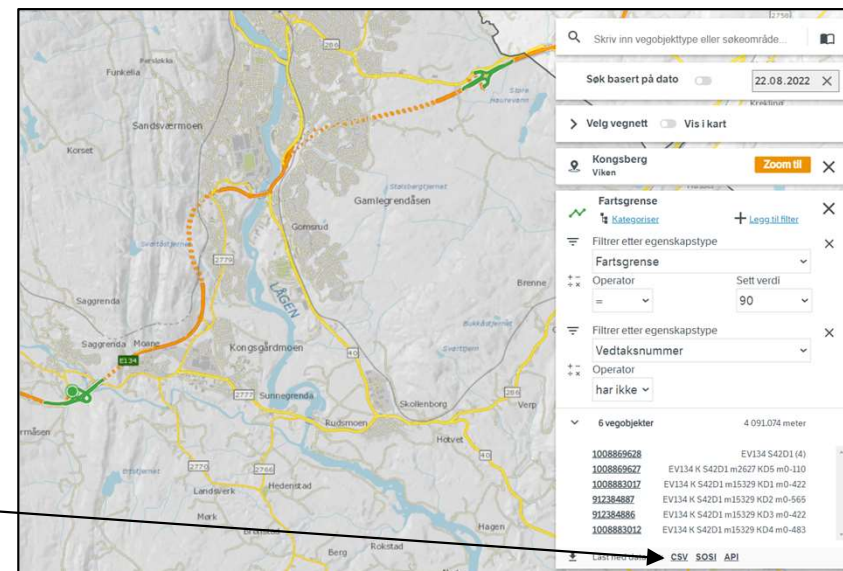 Skriv inn vegobjekttype eller søkeområde...
Søk basert på dato
22.08.2022
Velg vegnett
Vis i kart
Kongsberg
Viken
Zoom til
Fartsgrense
Kategoriser
Legg til filter
Filtrer etter egenskapstype
Fartsgrense
Operator
Sett verdi
=
90
Filtrer etter egenskapstype
Vedtaksnummer
Operator
har ikke
6 vegobjekter
4 091.074 meter
1008869628 EV134 S42D1 (4)
1008869627 EV134 K S42D1 m2627 KD5 m0-110
1008883017 EV134 K S42D1 m15329 KD1 m0-422
912384887 EV134 K S42D1 m15329 KD2 m0-565
912384886 EV134 K S42D1 m15329 KD3 m0-422
1008883012 EV134 K S42D1 m15329 KD4 m0-483
Last ned data
CSV SOSI API
286
Funkelia
Sandsværmoen
Korset
Gamlegrendåsen
Gomsrud
2779
LÅGEN
Brenne
Saggrenda
Saggrenda Moane
E134
Kongsgårdmoen
40
2777
Sunnegrenda
Skollenborg
286
Verp
Rudsmoen
Hotvet
40
2770
2766
Hedenstad
Landsverk
Mørk
Hagen
Rokstad
Berg